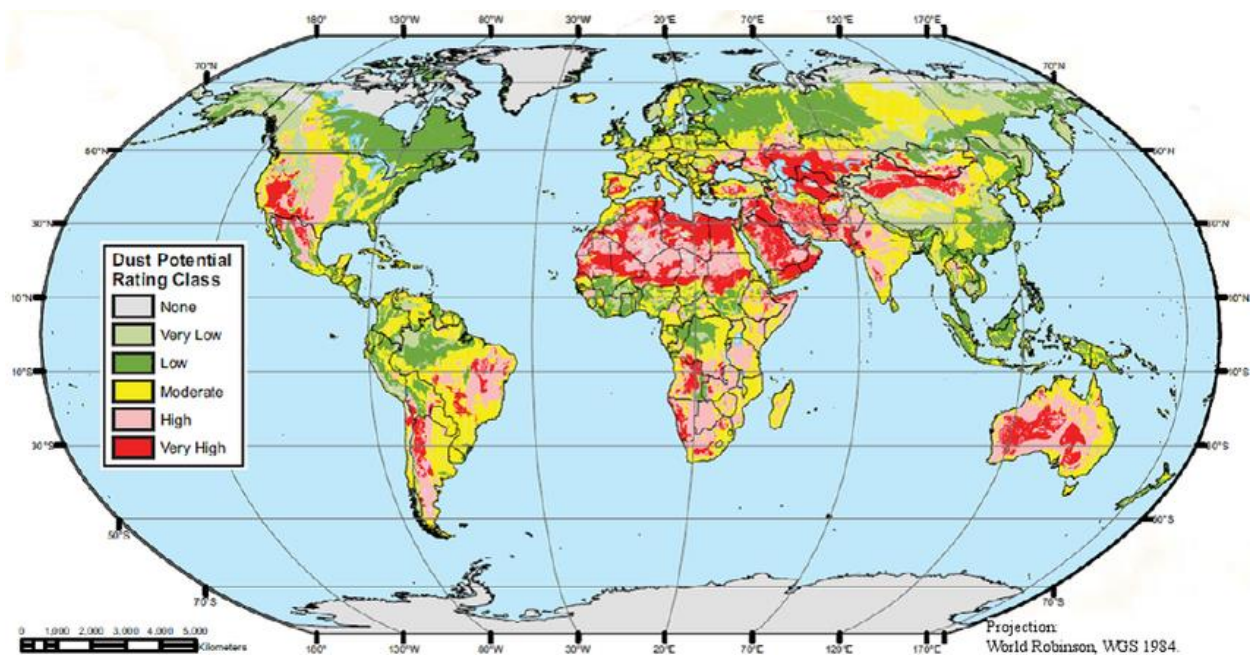 180° 130°W 80°W 30°W 20°E 70°E 120°E 170°E
70°N 70°N
50°N 50°N
30°N 30°N
Dust Potential
Rating Class
None
Very Low
Low
Moderate
High
Very High
10°N 10°N
10°S 10°S
30°S 30°S
50°S 50°S
70°S 70°S
0 1,000 2,000 3,000 4,000 5,000
Kilometers
180° 130°W 80°W 30°W 20°E 70°E 120°E 170°E
Projection:
World Robinson, WGS 1984.